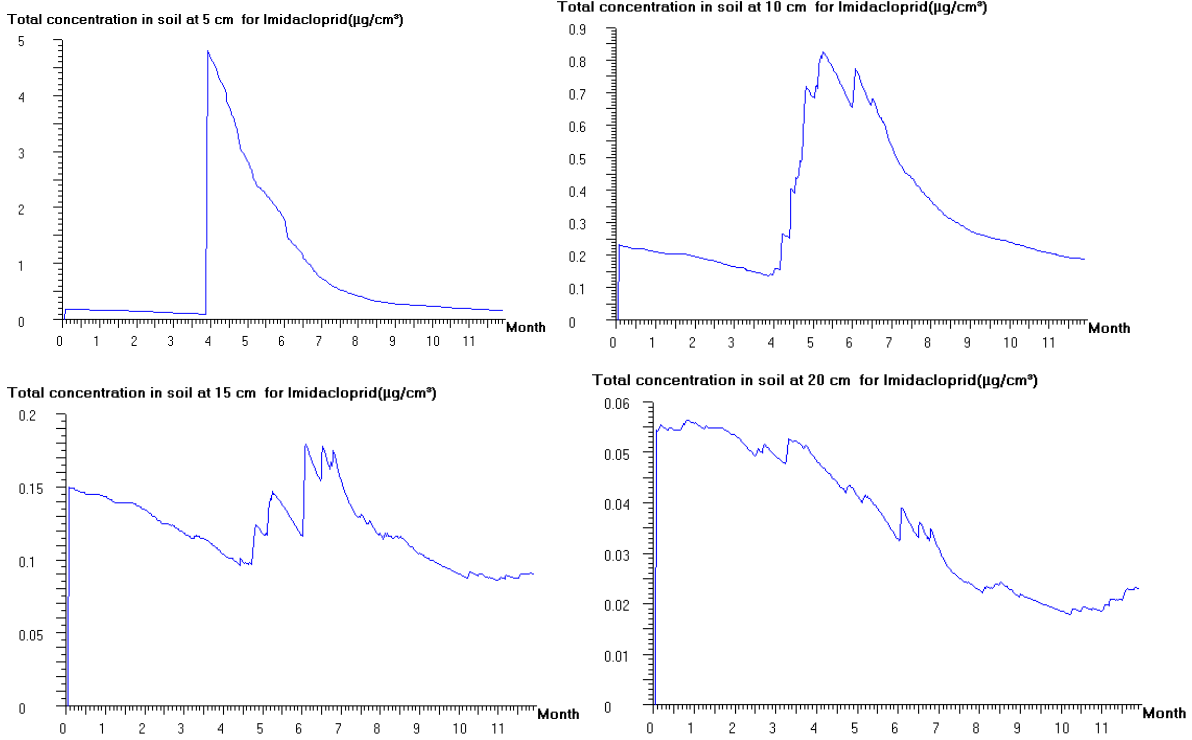 Total concentration in soil at 5 cm for Imidacloprid(µg/cm³)
5
4
3
2
1
0
0 1 2 3 4 5 6 7 8 9 10 11
Month
Total concentration in soil at 10 cm for Imidacloprid(µg/cm³)
0.9
0.8
0.7
0.6
0.5
0.4
0.3
0.2
0.1
0
0 1 2 3 4 5 6 7 8 9 10 11
Month
Total concentration in soil at 15 cm for Imidacloprid(µg/cm³)
0.2
0.15
0.1
0.05
0
0 1 2 3 4 5 6 7 8 9 10 11
Month
Total concentration in soil at 20 cm for Imidacloprid(µg/cm³)
0.06
0.05
0.04
0.03
0.02
0.01
0
0 1 2 3 4 5 6 7 8 9 10 11
Month